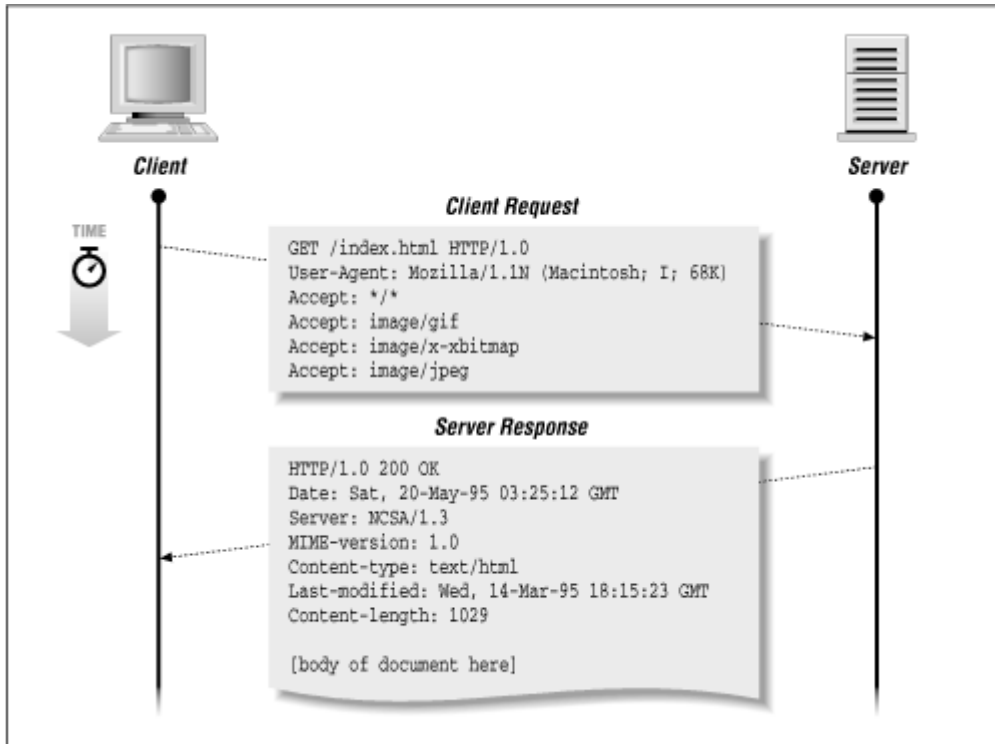 Client
Server
TIME
Client Request
GET /index.html HTTP/1.0
User-Agent: Mozilla/1.1N (Macintosh; I; 68K)
Accept: */*
Accept: image/gif
Accept: image/x-xbitmap
Accept: image/jpeg
Server Response
HTTP/1.0 200 OK
Date: Sat, 20-May-95 03:25:12 GMT
Server: NCSA/1.3
MIME-version: 1.0
Content-type: text/html
Last-modified: Wed, 14-Mar-95 18:15:23 GMT
Content-length: 1029
[body of document here]